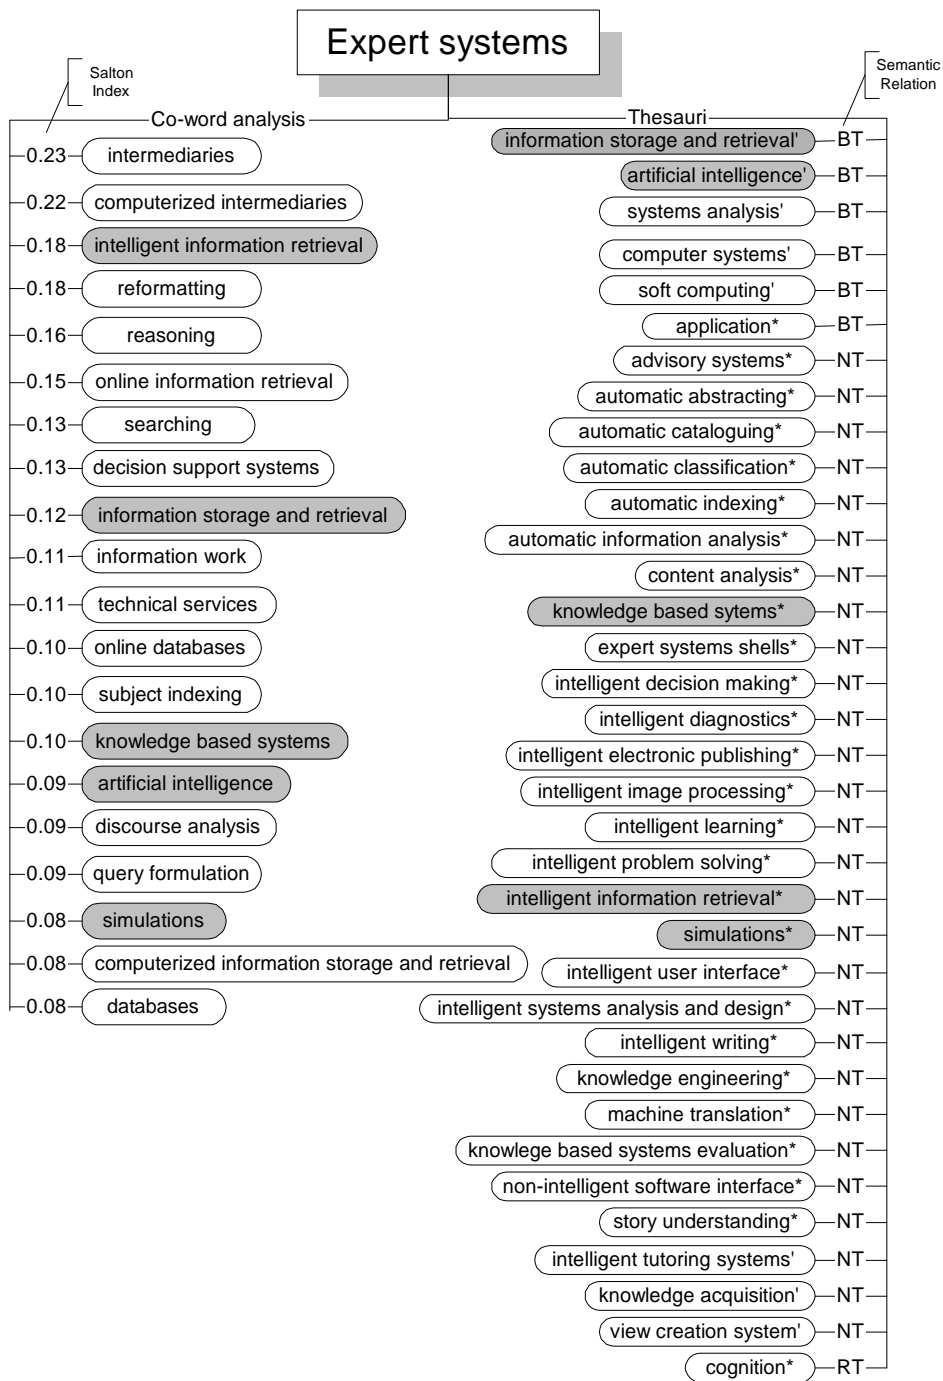 Expert systems
Salton
Index
Semantic
Relation
Co-word analysis
Thesauri
0.23 intermediaries
0.22 computerized intermediaries
0.18 intelligent information retrieval
0.18 reformatting
0.16 reasoning
0.15 online information retrieval
0.13 searching
0.13 decision support systems
0.12 information storage and retrieval
0.11 information work
0.11 technical services
0.10 online databases
0.10 subject indexing
0.10 knowledge based systems
0.09 artificial intelligence
0.09 discourse analysis
0.09 query formulation
0.08 simulations
0.08 computerized information storage and retrieval
0.08 databases
information storage and retrieval' BT
artificial intelligence' BT
systems analysis' BT
computer systems' BT
soft computing' BT
application* BT
advisory systems* NT
automatic abstracting* NT
automatic cataloguing* NT
automatic classification* NT
automatic indexing* NT
automatic information analysis* NT
content analysis* NT
knowledge based sytems* NT
expert systems shells* NT
intelligent decision making* NT
intelligent diagnostics* NT
intelligent electronic publishing* NT
intelligent image processing* NT
intelligent learning* NT
intelligent problem solving* NT
intelligent information retrieval* NT
simulations* NT
intelligent user interface* NT
intelligent systems analysis and design* NT
intelligent writing* NT
knowledge engineering* NT
machine translation* NT
knowlege based systems evaluation* NT
non-intelligent software interface* NT
story understanding* NT
intelligent tutoring systems' NT
knowledge acquisition' NT
view creation system' NT
cognition* RT